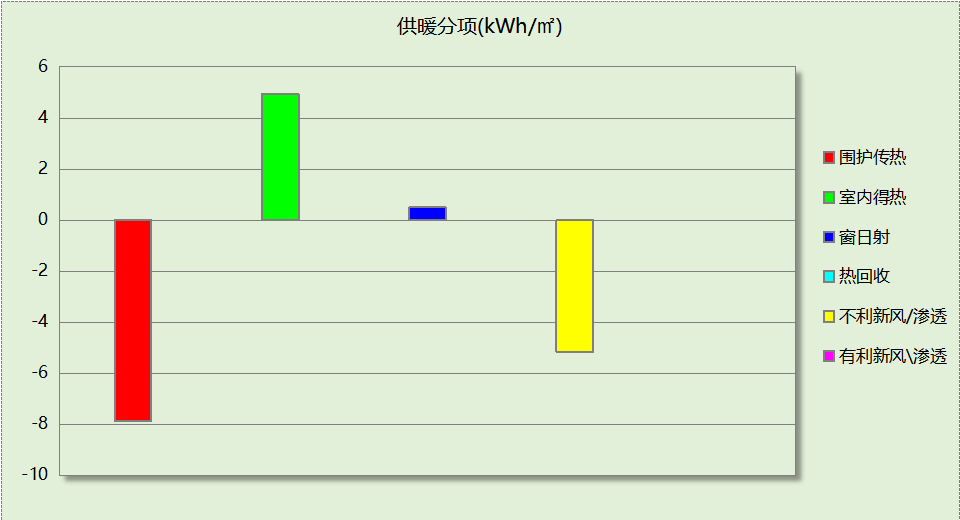 供暖分项(kWh/㎡)
6
4
2
0
-2
-4
-6
-8
-10
围护传热
室内得热
窗日射
热回收
不利新风/渗透
有利新风\渗透